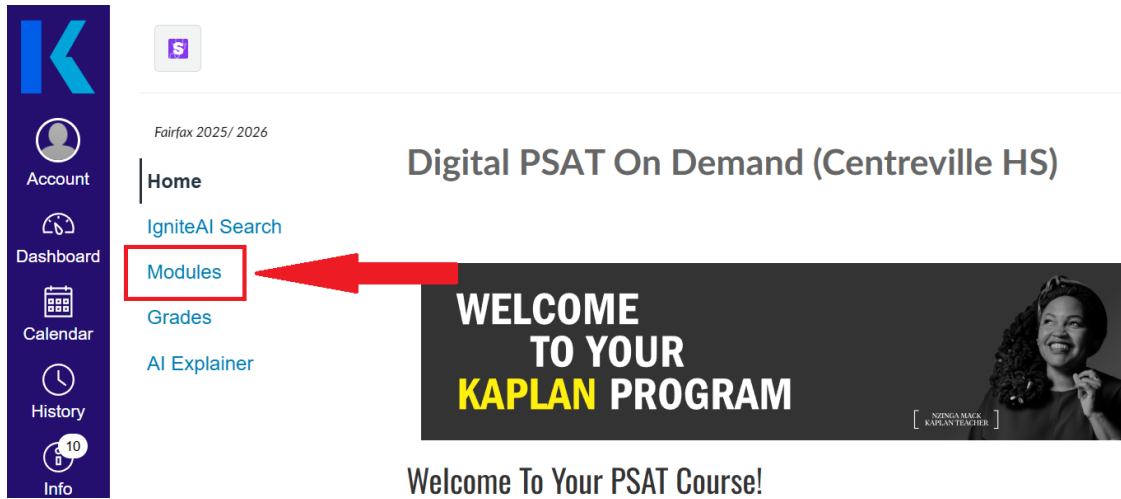 K
S
Account
Dashboard
Calendar
History
10
Info
Fairfax 2025/ 2026
Home
IgniteAI Search
Modules
Grades
AI Explainer
Digital PSAT On Demand (Centreville HS)
WELCOME
TO YOUR
KAPLAN PROGRAM
NZINGA MACK
KAPLAN TEACHER
Welcome To Your PSAT Course!